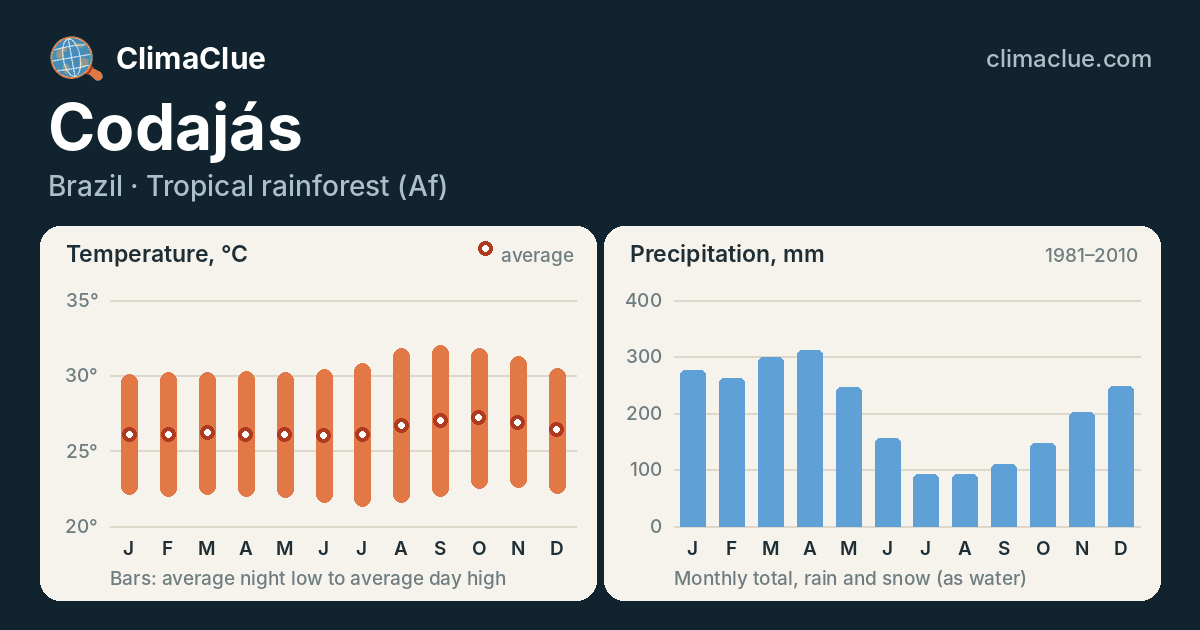 ClimaClue
climaclue.com
Codajás
Brazil · Tropical rainforest (Af)
Temperature, °C
average
35°
30°
25°
20°
J F M A M J J A S O N D
Bars: average night low to average day high
Precipitation, mm
1981–2010
400
300
200
100
0
J F M A M J J A S O N D
Monthly total, rain and snow (as water)